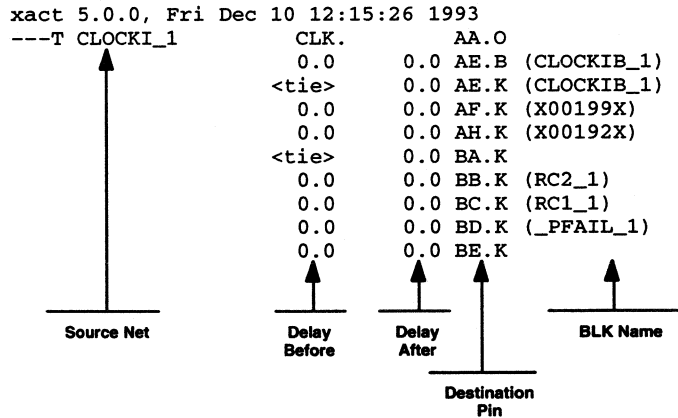 xact 5.0.0, Fri Dec 10 12:15:26 1993
---T CLOCKI_1 CLK. AA.O
0.0 0.0 AE.B (CLOCKIB_1)
<tie> 0.0 AE.K (CLOCKIB_1)
0.0 0.0 AF.K (X00199X)
0.0 0.0 AH.K (X00192X)
<tie> 0.0 BA.K
0.0 0.0 BB.K (RC2_1)
0.0 0.0 BC.K (RC1_1)
0.0 0.0 BD.K (_PFAIL_1)
0.0 0.0 BE.K
Source Net Delay Delay BLK Name
Before After
Destination
Pin